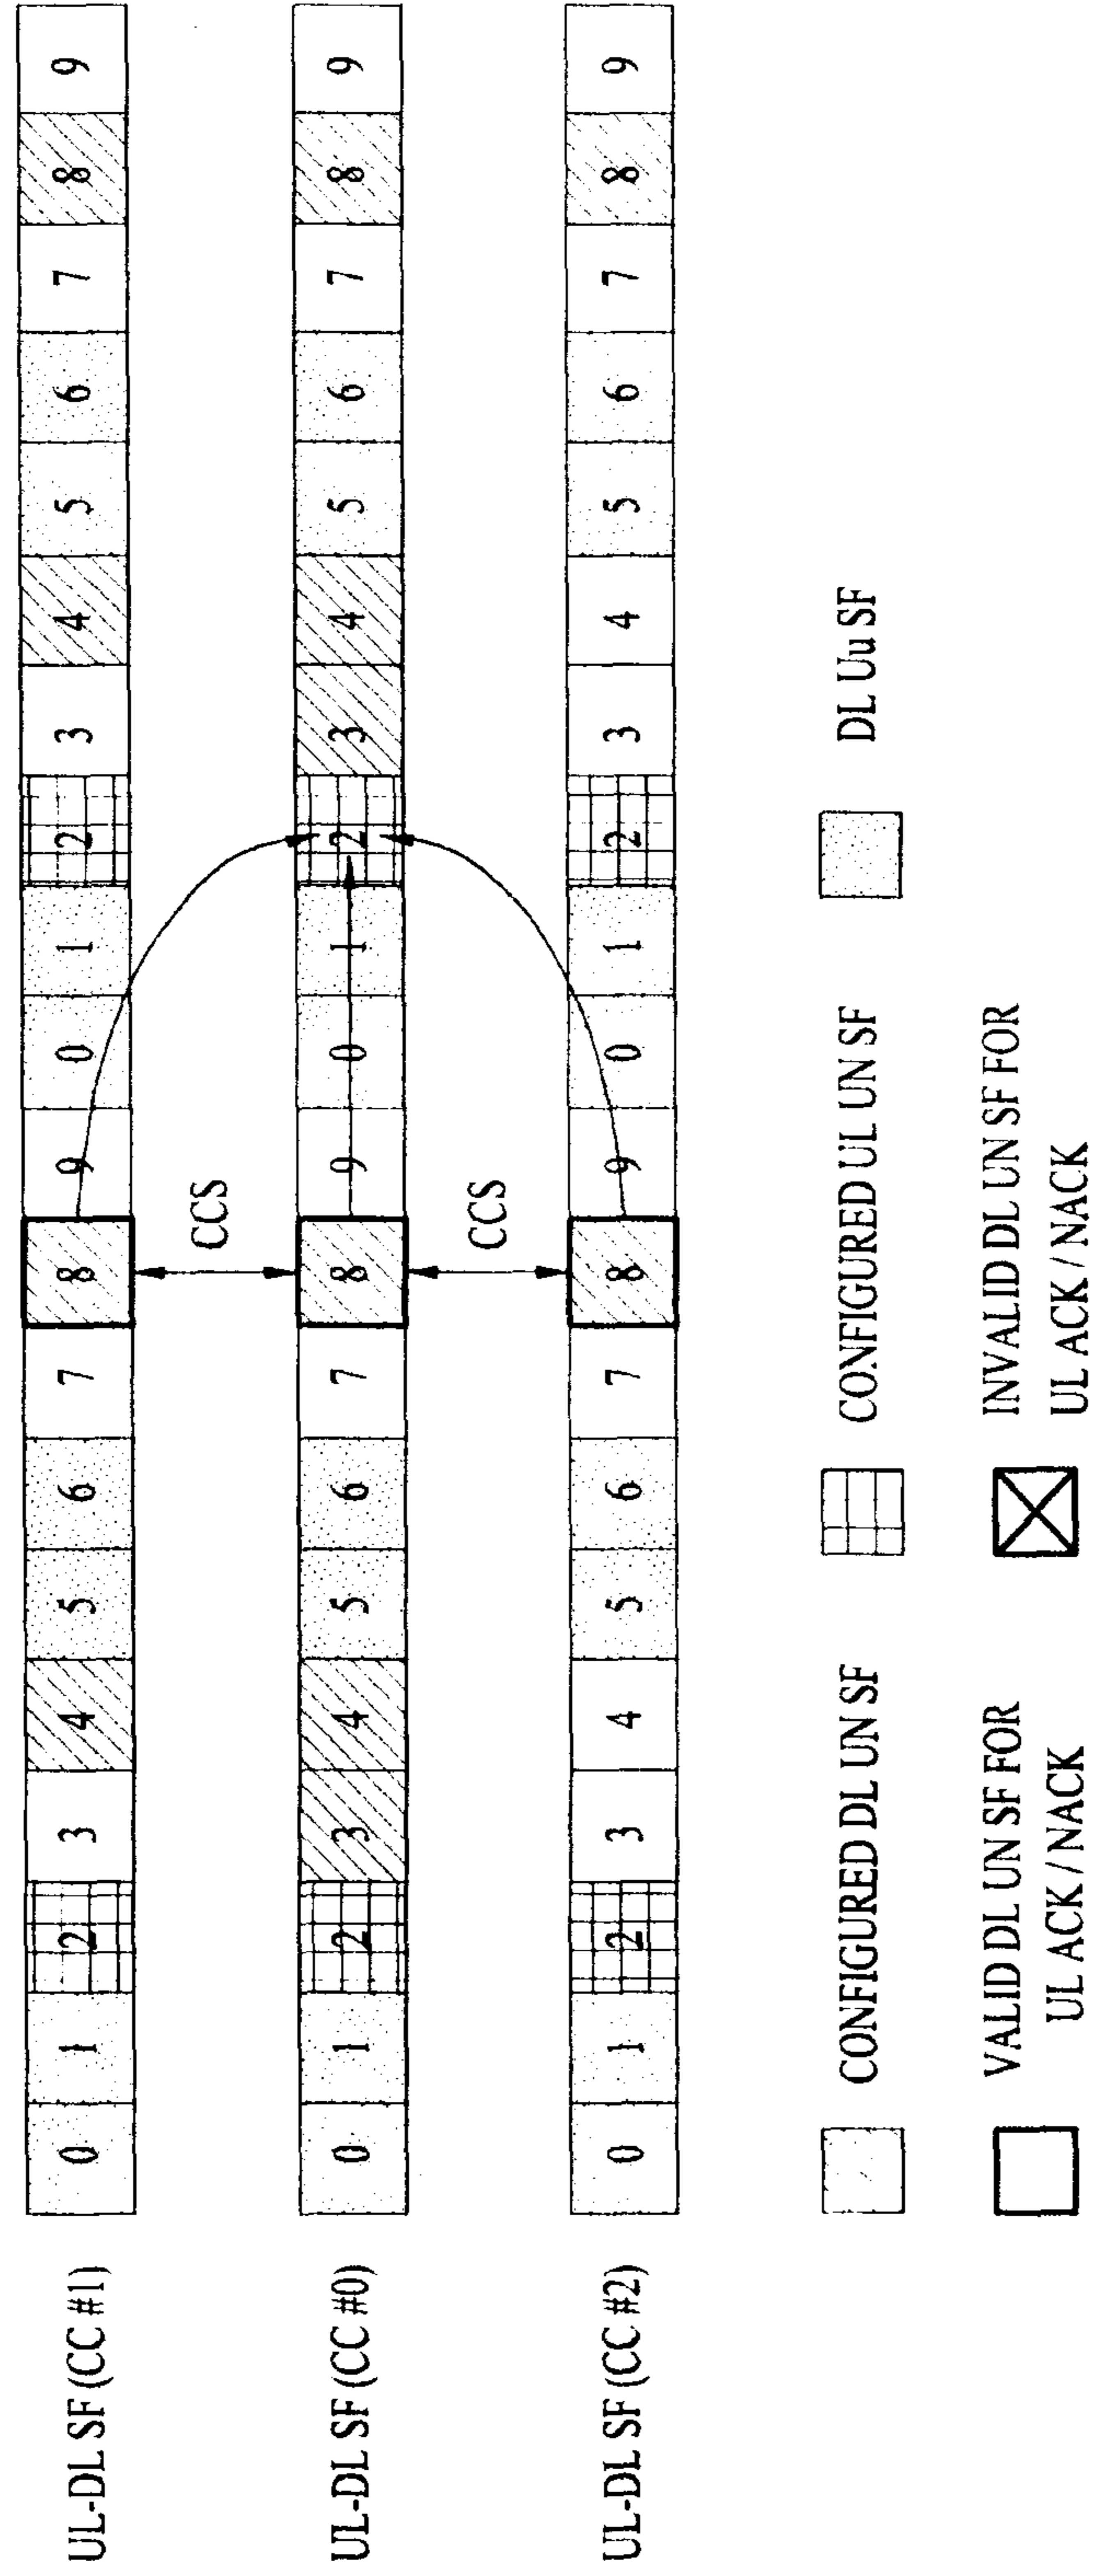 UL-DL SF (CC #1) 0 1 2 3 4 5 6 7 8 9 0 1 2 3 4 5 6 7 8 9
CCS
UL-DL SF (CC #0) 0 1 2 3 4 5 6 7 8 9 0 1 2 3 4 5 6 7 8 9
CCS
UL-DL SF (CC #2) 0 1 2 3 4 5 6 7 8 9 0 1 2 3 4 5 6 7 8 9
CONFIGURED DL UN SF
CONFIGURED UL UN SF
DL Uu SF
VALID DL UN SF FOR
UL ACK / NACK
INVALID DL UN SF FOR
UL ACK / NACK